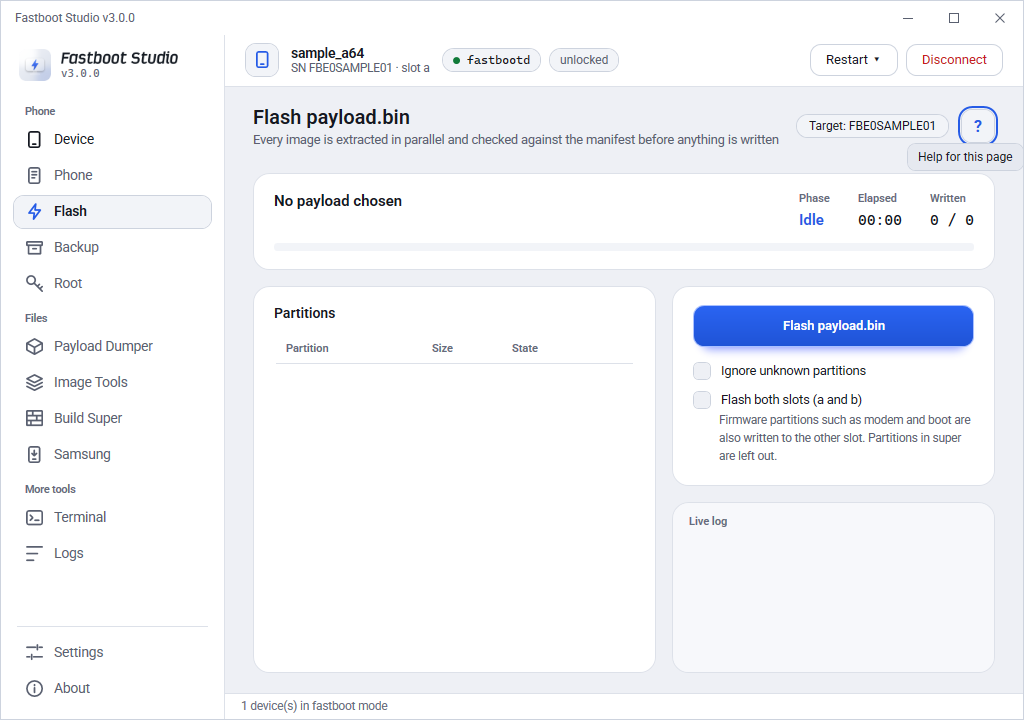 Fastboot Studio v3.0.0
Fastboot Studio
v3.0.0
Phone
Device
Phone
Flash
Backup
Root
Files
Payload Dumper
Image Tools
Build Super
Samsung
More tools
Terminal
Logs
Settings
About
sample_a64
SN FBE0SAMPLE01 · slot a
fastbootd
unlocked
Restart
Disconnect
Flash payload.bin
Every image is extracted in parallel and checked against the manifest before anything is written
Target: FBE0SAMPLE01
?
Help for this page
No payload chosen
Phase Elapsed Written
Idle 00:00 0 / 0
Partitions
Partition Size State
Flash payload.bin
Ignore unknown partitions
Flash both slots (a and b)
Firmware partitions such as modem and boot are
also written to the other slot. Partitions in super
are left out.
Live log
1 device(s) in fastboot mode